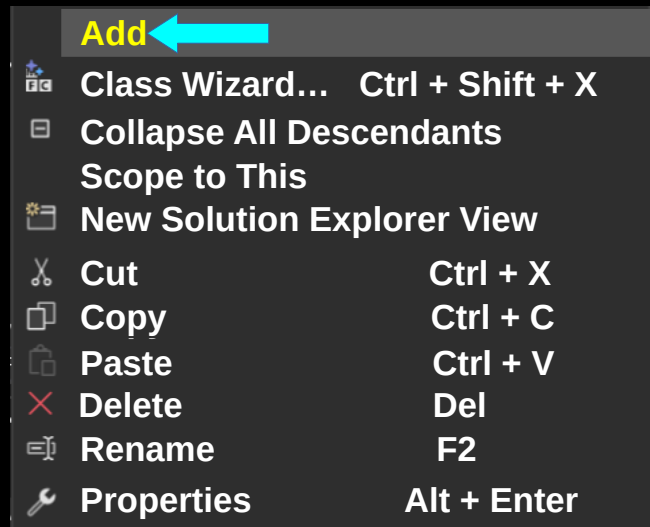 Add
Class Wizard... Ctrl + Shift + X
Collapse All Descendants
Scope to This
New Solution Explorer View
Cut Ctrl + X
Copy Ctrl + C
Paste Ctrl + V
Delete Del
Rename F2
Properties Alt + Enter